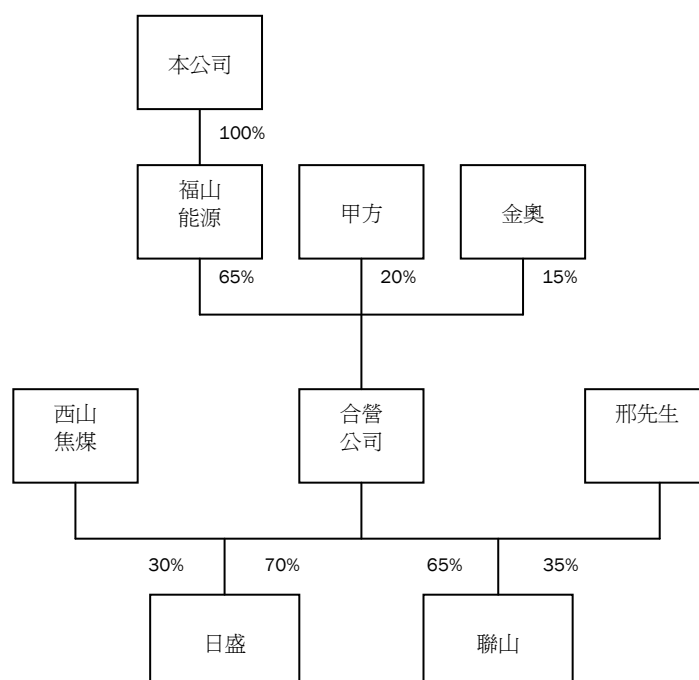 本公司
100%
福山
能源
甲方
金奧
65%
20%
15%
西山
焦煤
合營
公司
邢先生
30%
70%
65%
35%
日盛
聯山